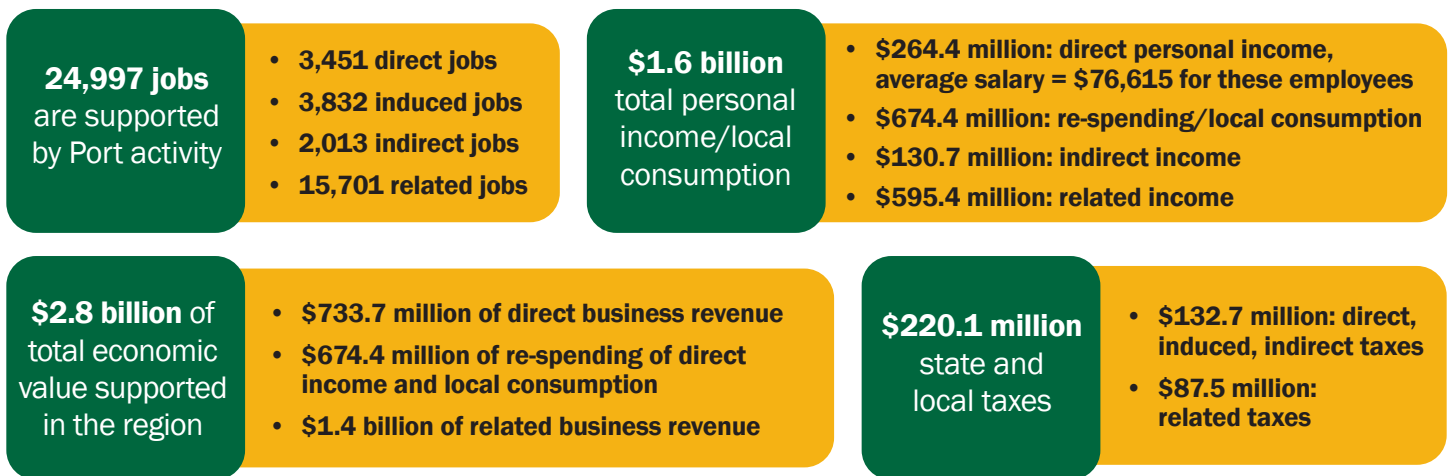 24,997 jobs
are supported
by Port activity
• 3,451 direct jobs
• 3,832 induced jobs
• 2,013 indirect jobs
• 15,701 related jobs
$1.6 billion
total personal
income/local
consumption
• $264.4 million: direct personal income,
average salary = $76,615 for these employees
• $674.4 million: re-spending/local consumption
• $130.7 million: indirect income
• $595.4 million: related income
$2.8 billion of
total economic
value supported
in the region
• $733.7 million of direct business revenue
• $674.4 million of re-spending of direct
income and local consumption
• $1.4 billion of related business revenue
$220.1 million
state and
local taxes
• $132.7 million: direct,
induced, indirect taxes
• $87.5 million:
related taxes